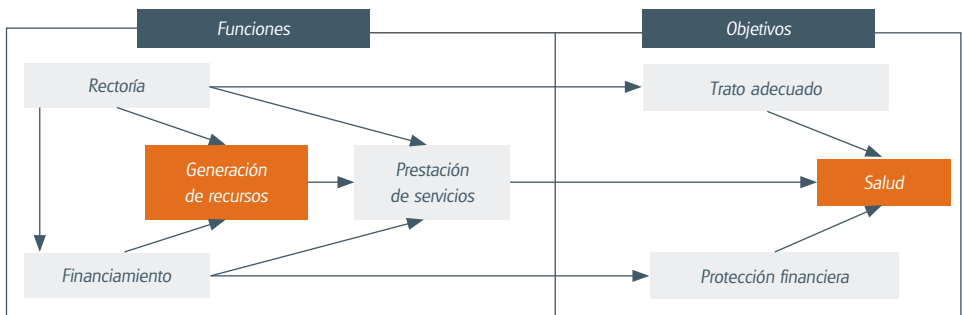 Funciones
Objetivos
Rectoría
Trato adecuado
Generación
de recursos
Prestación
de servicios
Salud
Financiamiento
Protección financiera